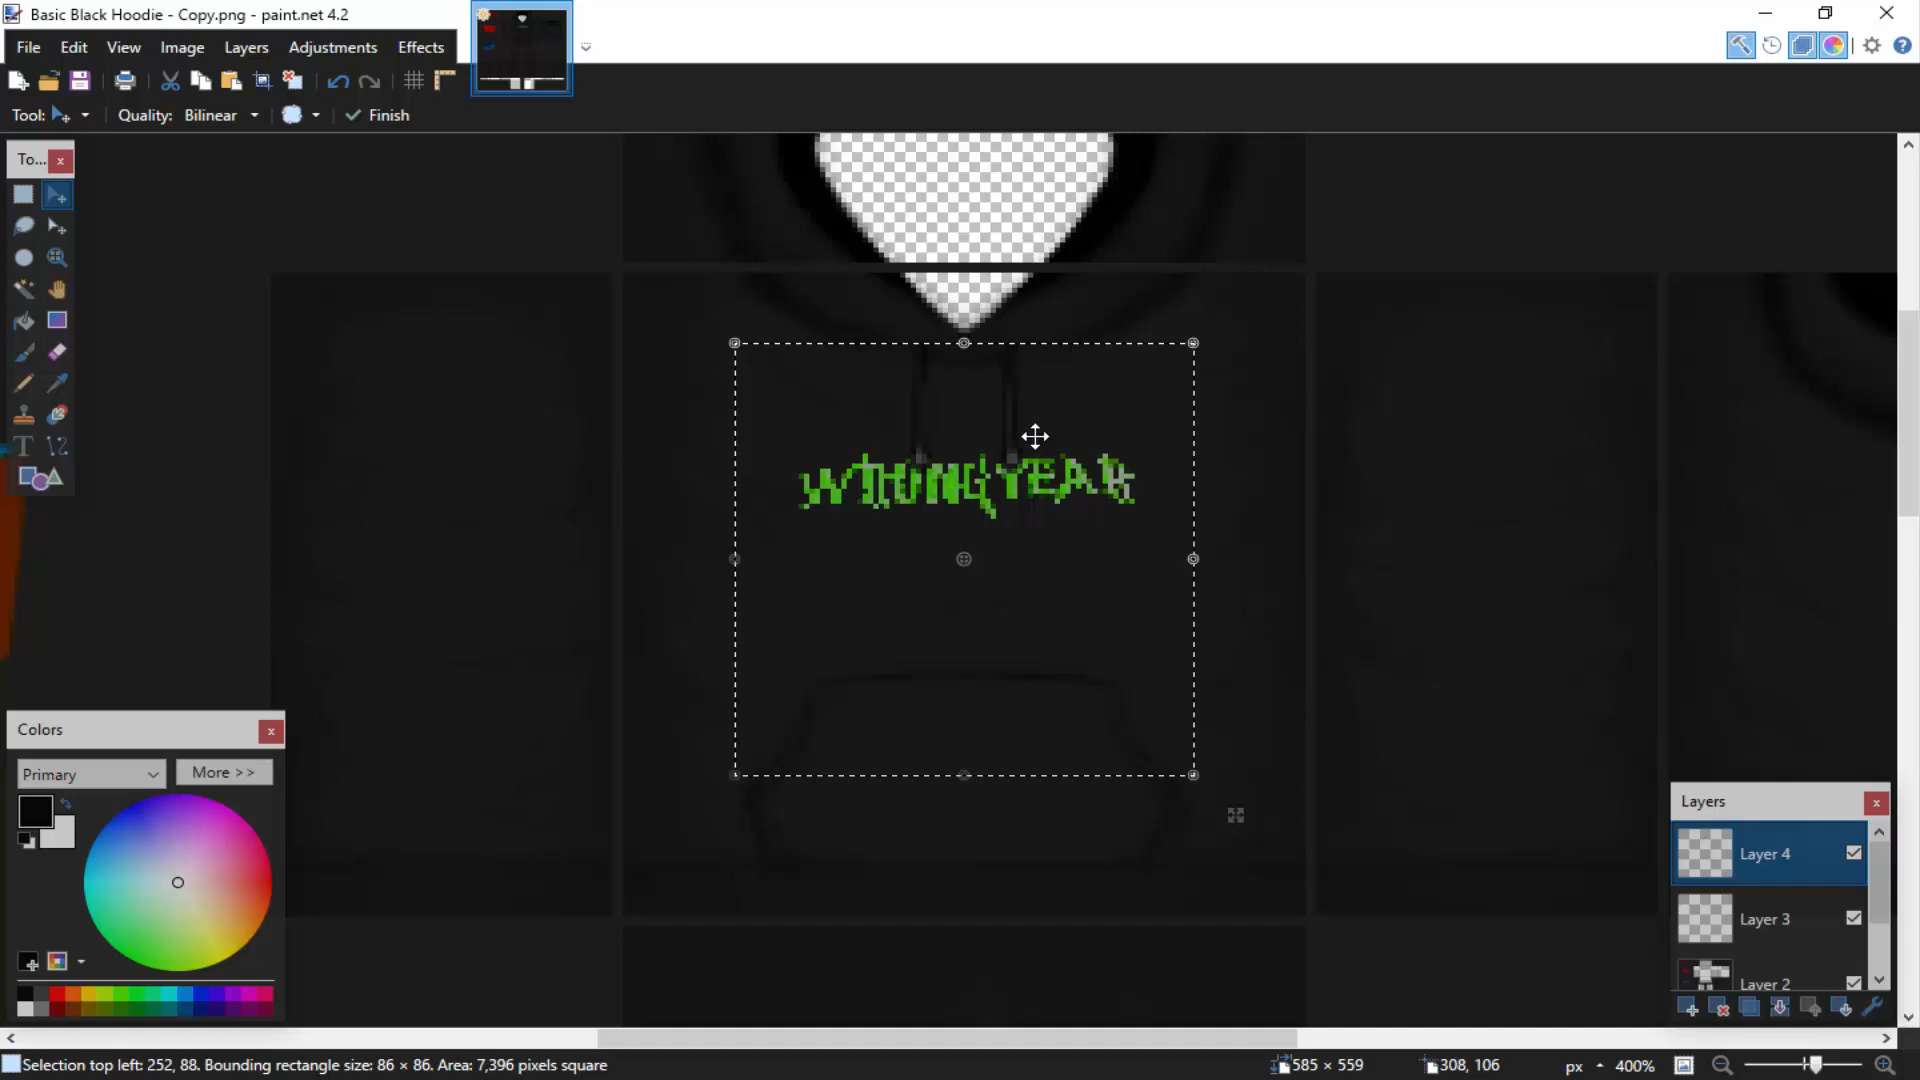 Basic Black Hoodie - Copy.png - paint.net 4.2
File Edit View Image Layers Adjustments Effects
Tool: Quality: Bilinear Finish
To...
YEAR
Colors
Primary More >>
Layers
Layer 4
Layer 3
Layer 2
Selection top left: 252, 88. Bounding rectangle size: 86 × 86. Area: 7,396 pixels square 585 × 559 308, 106 px 400%